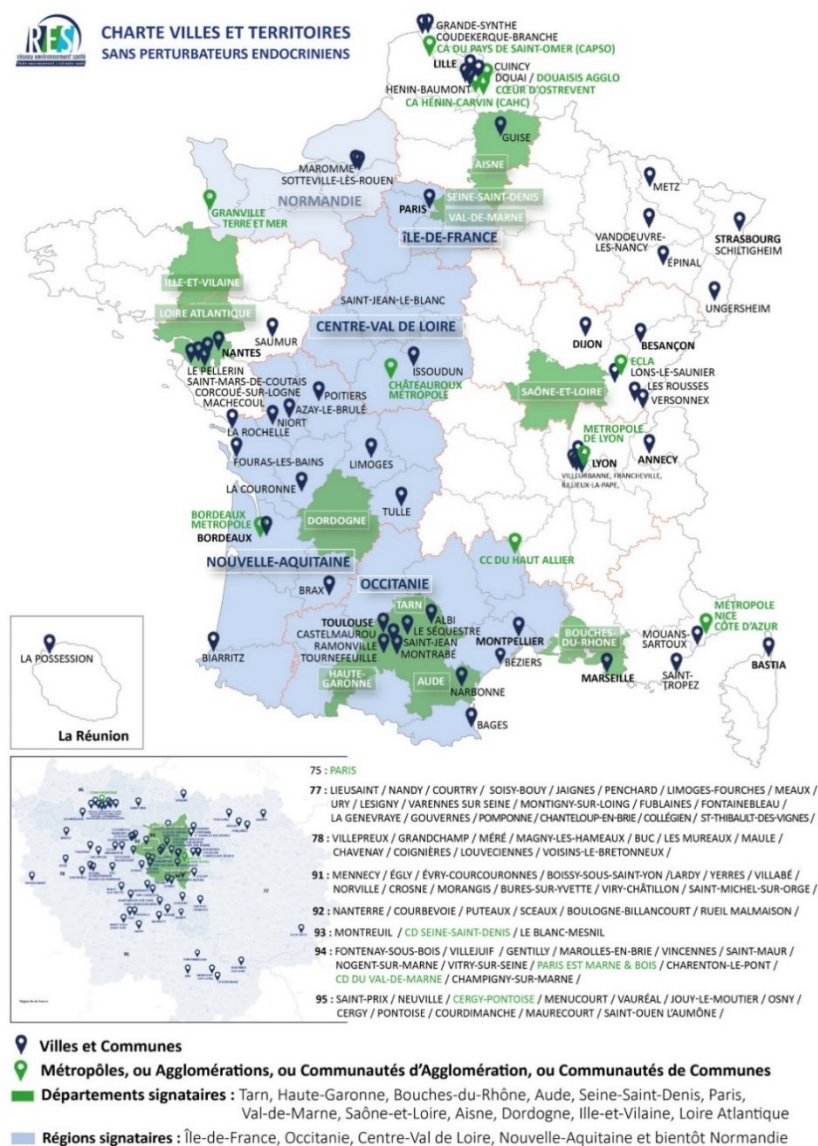 RES
réseau environnement santé
CHARTE VILLES ET TERRITOIRES
SANS PERTURBATEURS ENDOCRINIENS
GRANDE-SYNTHE
COUDEKERQUE-BRANCHE
CA DU PAYS DE SAINT-OMER (CAPSO)
LILLE
CUINCY
DOUAI / DOUAISIS AGGLO
HENIN-BAUMONT
CŒUR D'OSTREVENT
CA HÉNIN-CARVIN (CAHC)
GUISE
AISNE
MAROMME
SOTTEVILLE-LÈS-ROUEN
NORMANDIE
METZ
SEINE-SAINT-DENIS
PARIS
VAL-DE-MARNE
GRANVILLE
TERRE ET MER
ÎLE-DE-FRANCE
VANDOEUVRE-
LES-NANCY
STRASBOURG
SCHILTIGHEIM
ÉPINAL
ILLE-ET-VILAINE
UNGERSHEIM
SAINT-JEAN-LE-BLANC
LOIRE ATLANTIQUE
CENTRE-VAL DE LOIRE
SAUMUR
DIJON
BESANÇON
NANTES
LE PELLERIN
SAINT-MARS-DE-COUTAIS
CORCOUÉ-SUR-LOGNE
MACHECOUL
ISSOUDUN
CHÂTEAUROUX
MÉTROPOLE
ECLA
LONS-LE-SAUNIER
LES ROUSSES
VERSONNEX
SAÔNE-ET-LOIRE
POITIERS
AZAY-LE-BRULÉ
NIORT
LA ROCHELLE
METROPOLE
DE LYON
LYON
ANNECY
VILLEURBANNE, FRANCHEVILLE,
RILLIEUX-LA-PAPE,
FOURAS-LES-BAINS
LIMOGES
LA COURONNE
TULLE
DORDOGNE
BORDEAUX
METROPOLE
BORDEAUX
CC DU HAUT ALLIER
NOUVELLE-AQUITAINE
OCCITANIE
BRAX
TARN
ALBI
TOULOUSE
LE SÉQUESTRE
CASTELMAUROU
SAINT-JEAN
RAMONVILLE
MONTRABÉ
TOURNEFEUILLE
MONTPELLIER
BÉZIERS
BOUCHES-
DU-RHÔNE
MÉTROPOLE
NICE
CÔTE D'AZUR
MOUANS-
SARTOUX
SAINT-
TROPEZ
BASTIA
MARSEILLE
BIARRITZ
HAUTE-
GARONNE
AUDE
NARBONNE
BAGES
LA POSSESSION
La Réunion
75 : PARIS
77 : LIEUSAINT / NANDY / COURTRY / SOISY-BOUY / JAIGNES / PENCHARD / LIMOGES-FOURCHES / MEAUX /
URY / LESIGNY / VARENNES SUR SEINE / MONTIGNY-SUR-LOING / FUBLAINES / FONTAINEBLEAU /
LA GENEVRAYE / GOUVERNES / POMPONNE / CHANTELOUP-EN-BRIE / COLLÉGIEN / ST-THIBAULT-DES-VIGNES /
78 : VILLEPREUX / GRANDCHAMP / MÉRÉ / MAGNY-LES-HAMEAUX / BUC / LES MUREAUX / MAULE /
CHAVENAY / COIGNIÈRES / LOUVECIENNES / VOISINS-LE-BRETONNEUX /
91 : MENNECY / ÉGLY / ÉVRY-COURCOURONNES / BOISSY-SOUS-SAINT-YON /LARDY / YERRES / VILLABÉ /
NORVILLE / CROSNE / MORANGIS / BURES-SUR-YVETTE / VIRY-CHÂTILLON / SAINT-MICHEL-SUR-ORGE /
92 : NANTERRE / COURBEVOIE / PUTEAUX / SCEAUX / BOULOGNE-BILLANCOURT / RUEIL MALMAISON /
93 : MONTREUIL / CD SEINE-SAINT-DENIS / LE BLANC-MESNIL
94 : FONTENAY-SOUS-BOIS / VILLEJUIF / GENTILLY / MAROLLES-EN-BRIE / VINCENNES / SAINT-MAUR /
NOGENT-SUR-MARNE / VITRY-SUR-SEINE / PARIS EST MARNE & BOIS / CHARENTON-LE-PONT /
CD DU VAL-DE-MARNE / CHAMPIGNY-SUR-MARNE /
95 : SAINT-PRIX / NEUVILLE / CERGY-PONTOISE / MENUCOURT / VAURÉAL / JOUY-LE-MOUTIER / OSNY /
CERGY / PONTOISE / COURDIMANCHE / MAURECOURT / SAINT-OUEN L'AUMÔNE /
Villes et Communes
Métropôles, ou Agglomérations, ou Communautés d'Agglomération, ou Communautés de Communes
Départements signataires : Tarn, Haute-Garonne, Bouches-du-Rhône, Aude, Seine-Saint-Denis, Paris,
Val-de-Marne, Saône-et-Loire, Aisne, Dordogne, Ille-et-Vilaine, Loire Atlantique
Régions signataires : Île-de-France, Occitanie, Centre-Val de Loire, Nouvelle-Aquitaine et bientôt Normandie